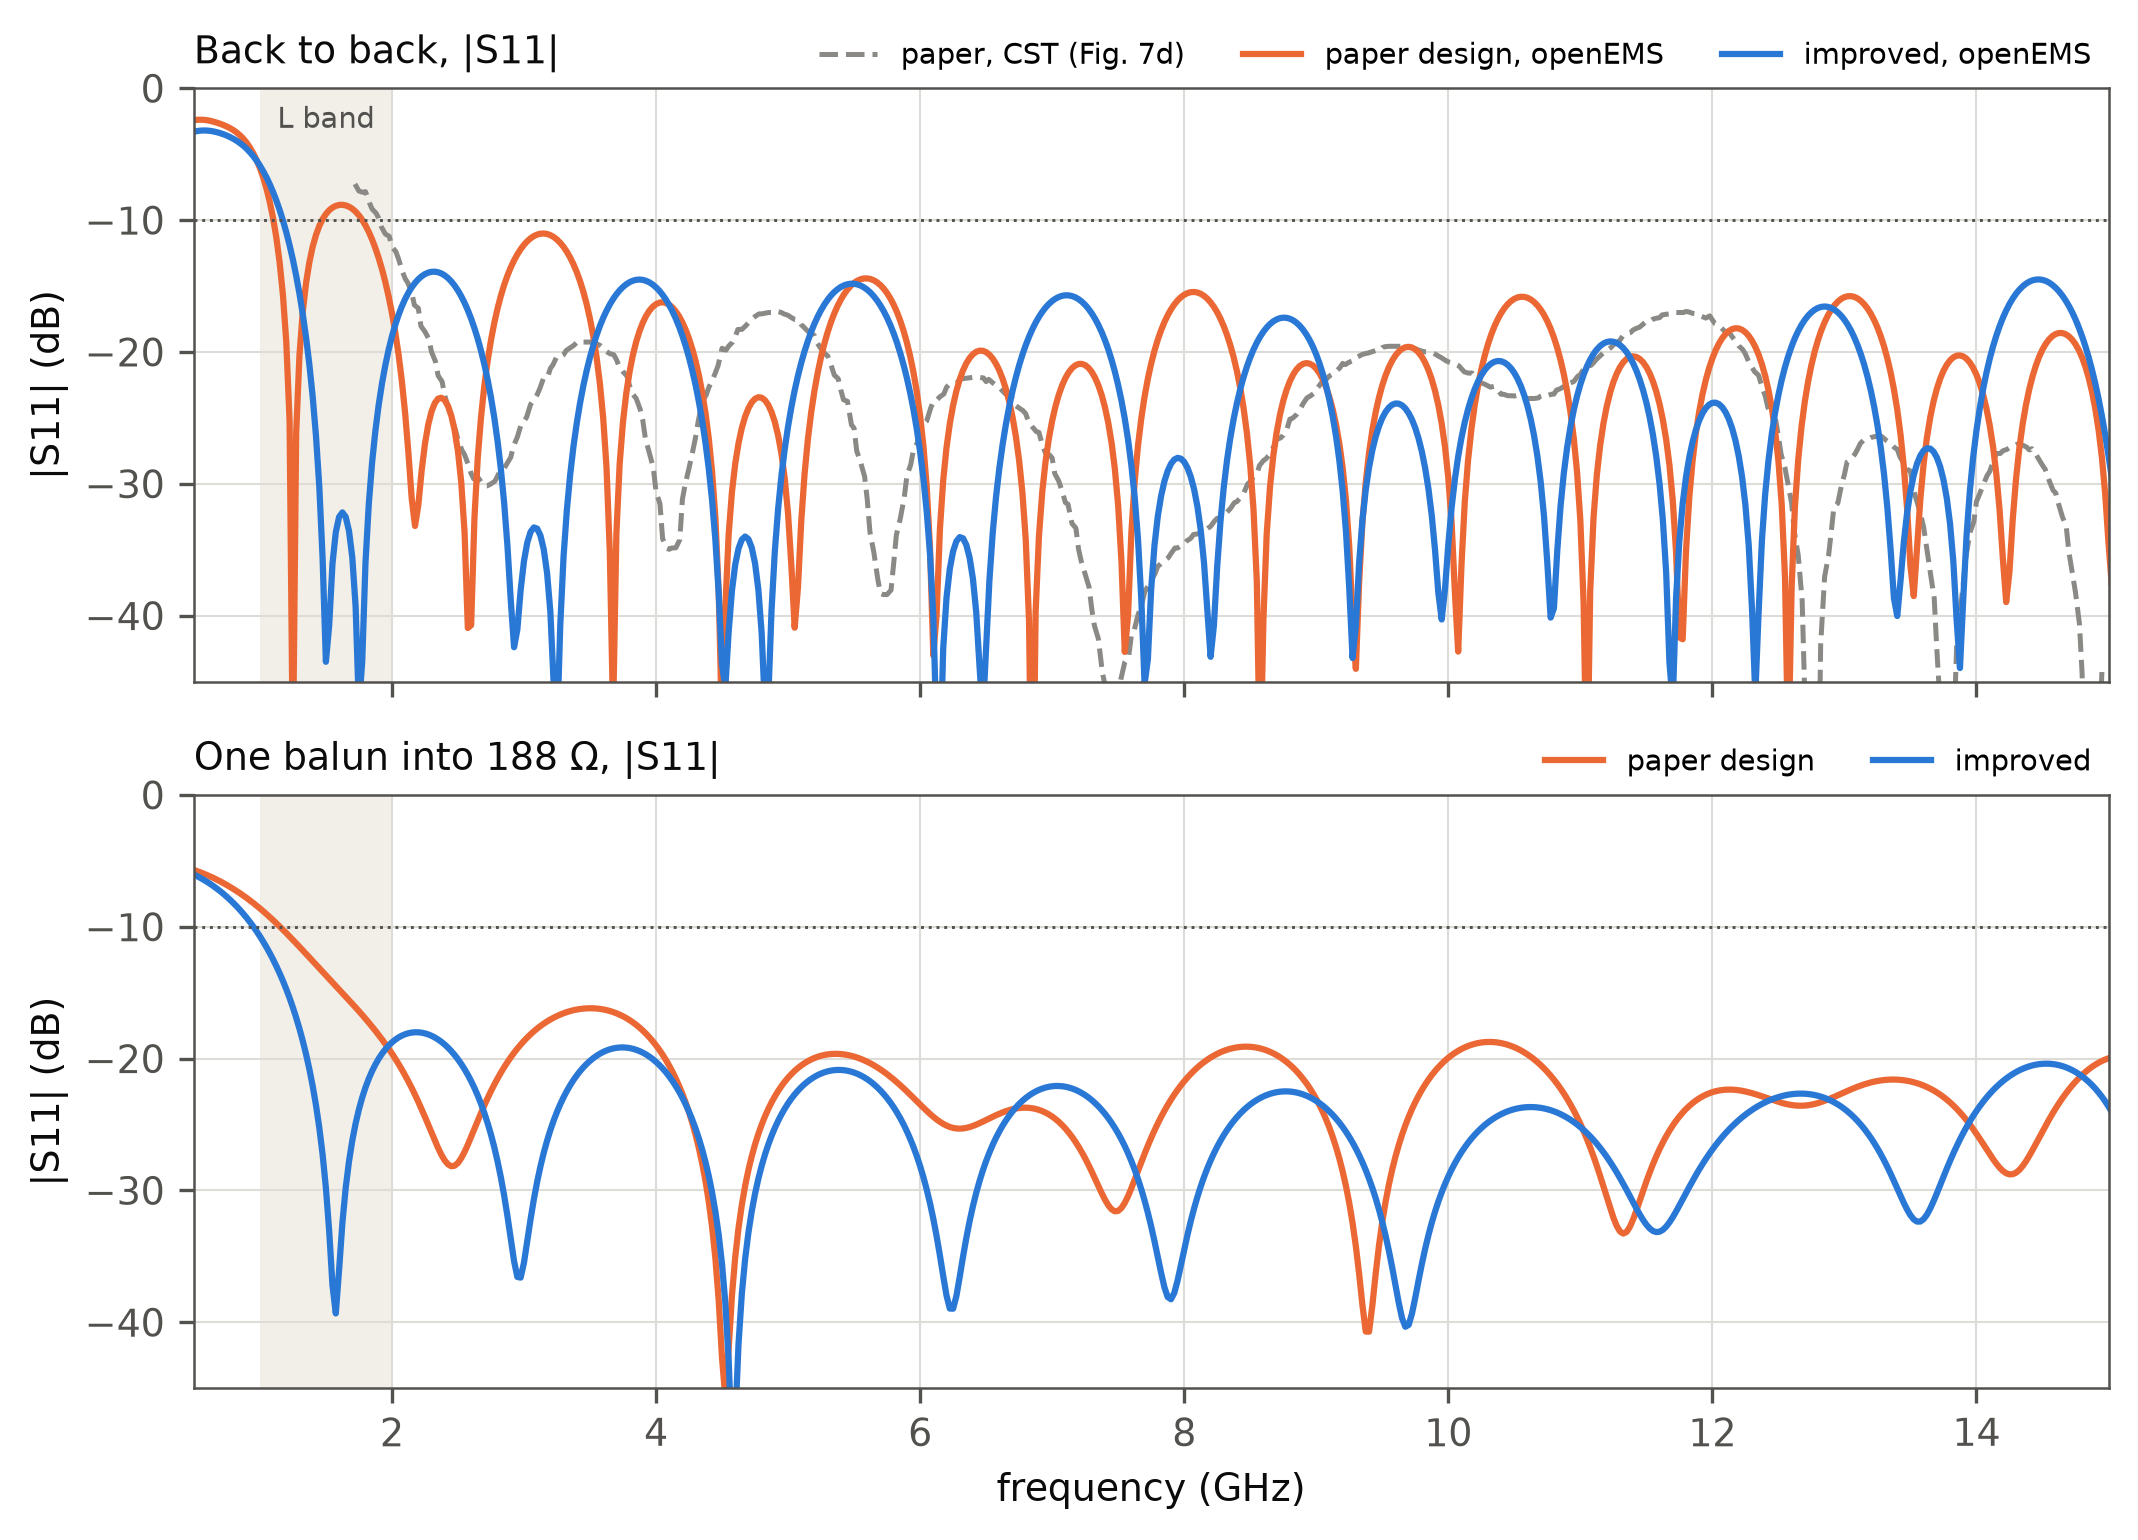 Back to back, |S11|
paper, CST (Fig. 7d)
paper design, openEMS
improved, openEMS
L band
0
−10
−20
−30
−40
|S11| (dB)
One balun into 188 Ω, |S11|
paper design
improved
0
−10
−20
−30
−40
|S11| (dB)
2
4
6
8
10
12
14
frequency (GHz)